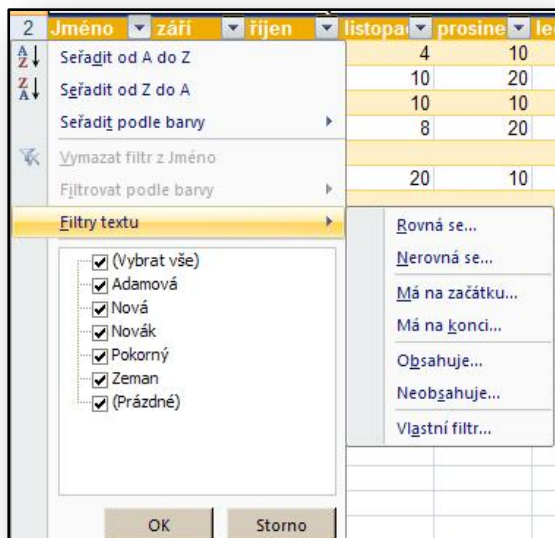 2 Jméno září říjen listopa prosine le
Seřadit od A do Z 4 10
Seřadit od Z do A 10 20
10 10
Seřadit podle barvy 8 20
Vymazat filtr z Jméno
Filtrovat podle barvy 20 10
Filtry textu
Rovná se...
(Vybrat vše)
Nerovná se...
Adamová
Nová
Má na začátku...
Novák
Má na konci...
Pokorný
Zeman
Obsahuje...
(Prázdné)
Neobsahuje...
Vlastní filtr...
OK Storno